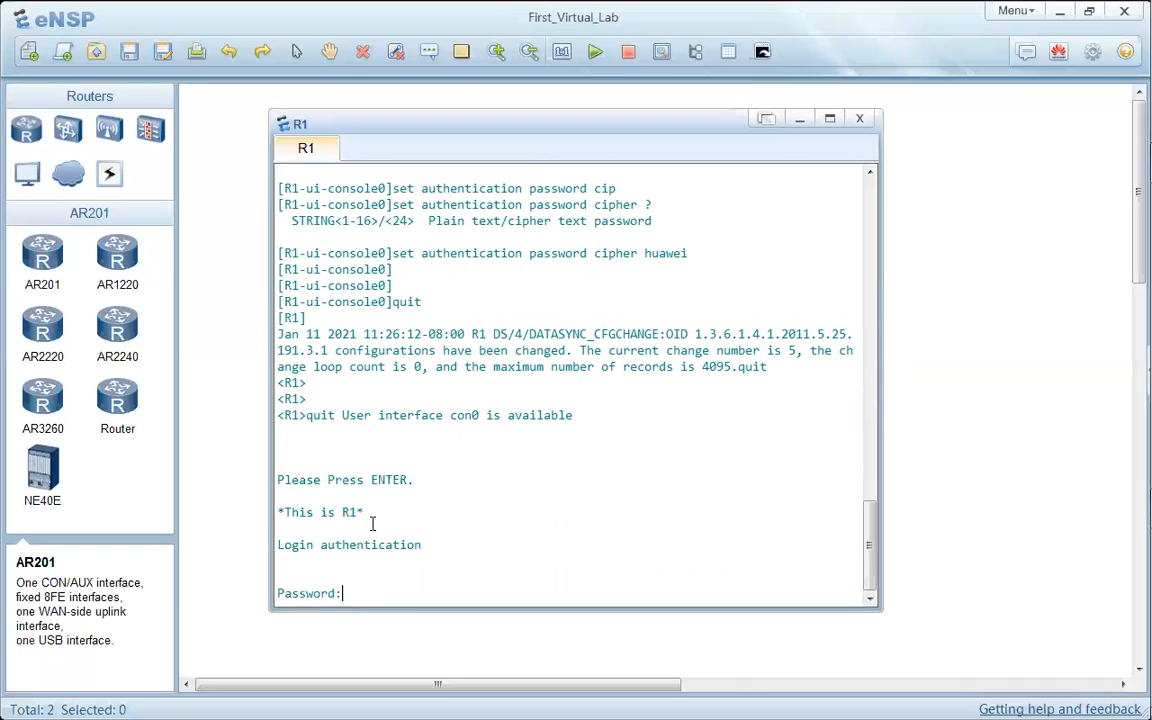 eNSP
First_Virtual_Lab
Menu
Routers
AR201
AR201
AR1220
AR2220
AR2240
AR3260
Router
NE40E
AR201
One CON/AUX interface,
fixed 8FE interfaces,
one WAN-side uplink
interface,
one USB interface.
R1
R1
[R1-ui-console0]set authentication password cip
[R1-ui-console0]set authentication password cipher ?
STRING<1-16>/<24>  Plain text/cipher text password
[R1-ui-console0]set authentication password cipher huawei
[R1-ui-console0]
[R1-ui-console0]
[R1-ui-console0]quit
[R1]
Jan 11 2021 11:26:12-08:00 R1 DS/4/DATASYNC_CFGCHANGE:OID 1.3.6.1.4.1.2011.5.25.
191.3.1 configurations have been changed. The current change number is 5, the ch
ange loop count is 0, and the maximum number of records is 4095.quit
<R1>
<R1>
<R1>quit User interface con0 is available
Please Press ENTER.
*This is R1*
Login authentication
Password:
Total: 2 Selected: 0
Getting help and feedback